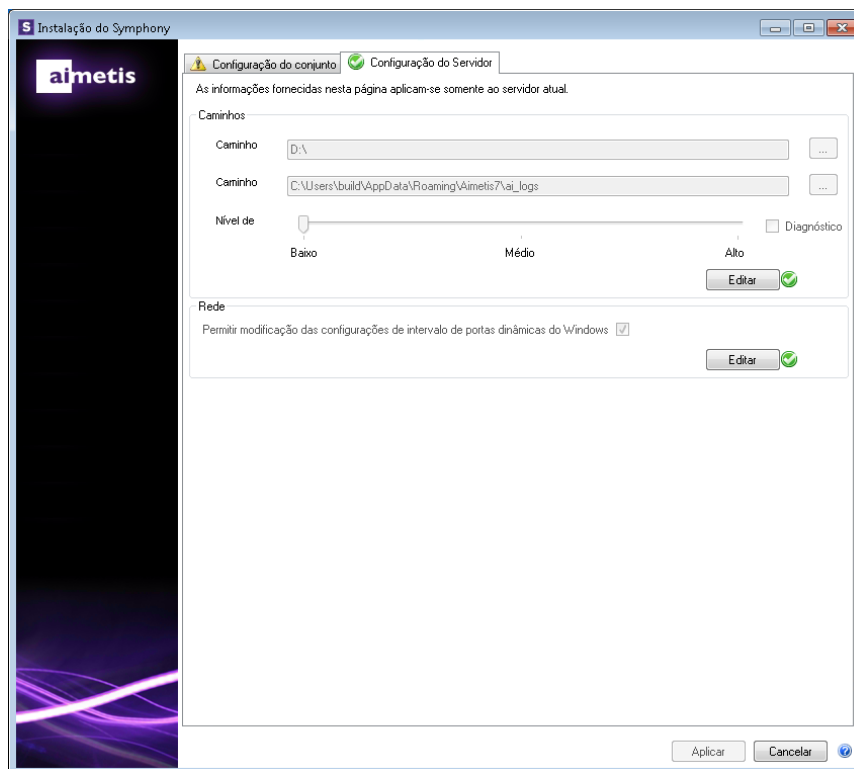 S Instalação do Symphony
aimetis
Configuração do conjunto
Configuração do Servidor
As informações fornecidas nesta página aplicam-se somente ao servidor atual.
Caminhos
Caminho
D:\
...
Caminho
C:\Users\build\AppData\Roaming\Aimetis7\ai_logs
...
Nível de
Diagnóstico
Baixo
Médio
Alto
Editar
Rede
Permitir modificação das configurações de intervalo de portas dinâmicas do Windows
Editar
Aplicar
Cancelar
?